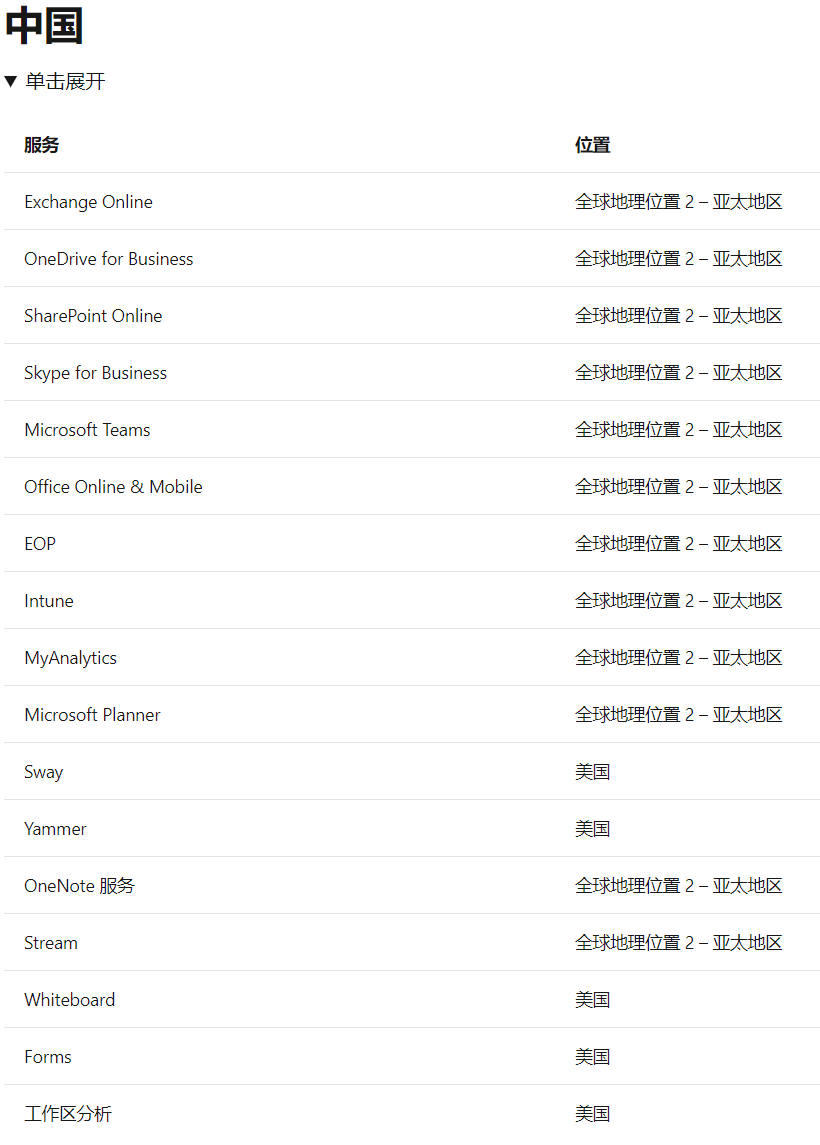 中国
▼ 单击展开
服务 位置
Exchange Online 全球地理位置 2 – 亚太地区
OneDrive for Business 全球地理位置 2 – 亚太地区
SharePoint Online 全球地理位置 2 – 亚太地区
Skype for Business 全球地理位置 2 – 亚太地区
Microsoft Teams 全球地理位置 2 – 亚太地区
Office Online & Mobile 全球地理位置 2 – 亚太地区
EOP 全球地理位置 2 – 亚太地区
Intune 全球地理位置 2 – 亚太地区
MyAnalytics 全球地理位置 2 – 亚太地区
Microsoft Planner 全球地理位置 2 – 亚太地区
Sway 美国
Yammer 美国
OneNote 服务 全球地理位置 2 – 亚太地区
Stream 全球地理位置 2 – 亚太地区
Whiteboard 美国
Forms 美国
工作区分析 美国